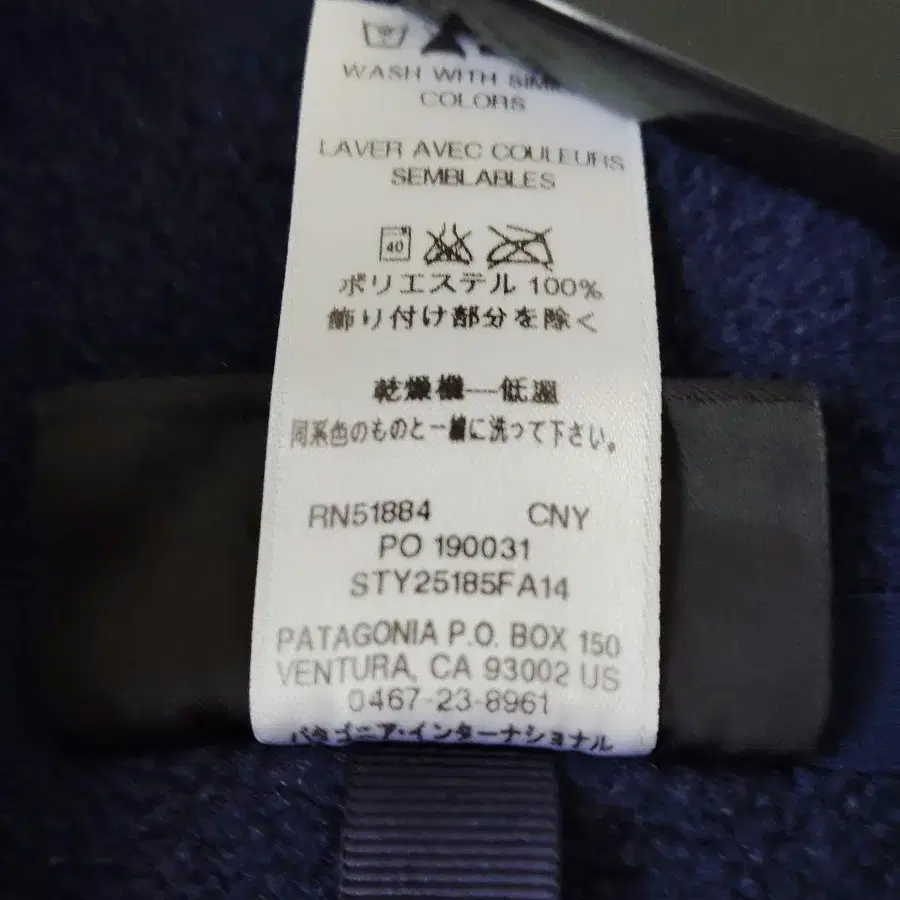 WASH WITH
COLORS
LAVER AVEC COULEURS
SEMBLABLES
40
ポリエステル 100%
飾り付け部分を除く
乾燥機—低温
同系色のものと一緒に洗って下さい。
RN51884 CNY
PO 190031
STY25185FA14
PATAGONIA P.O. BOX 150
VENTURA, CA 93002 US
0467-23-8961
パタゴニア・インターナショナル